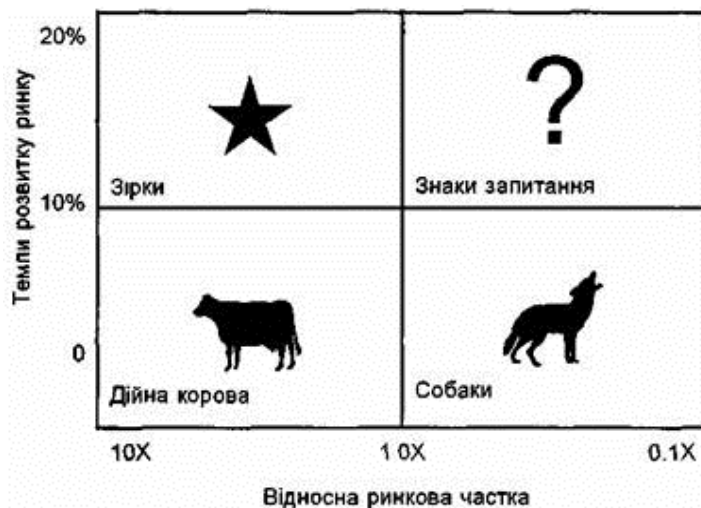 20%
Темпи розвитку ринку
?
Зірки
Знаки запитання
10%
0
Дійна корова
Собаки
10X
1 0X
0.1X
Відносна ринкова частка